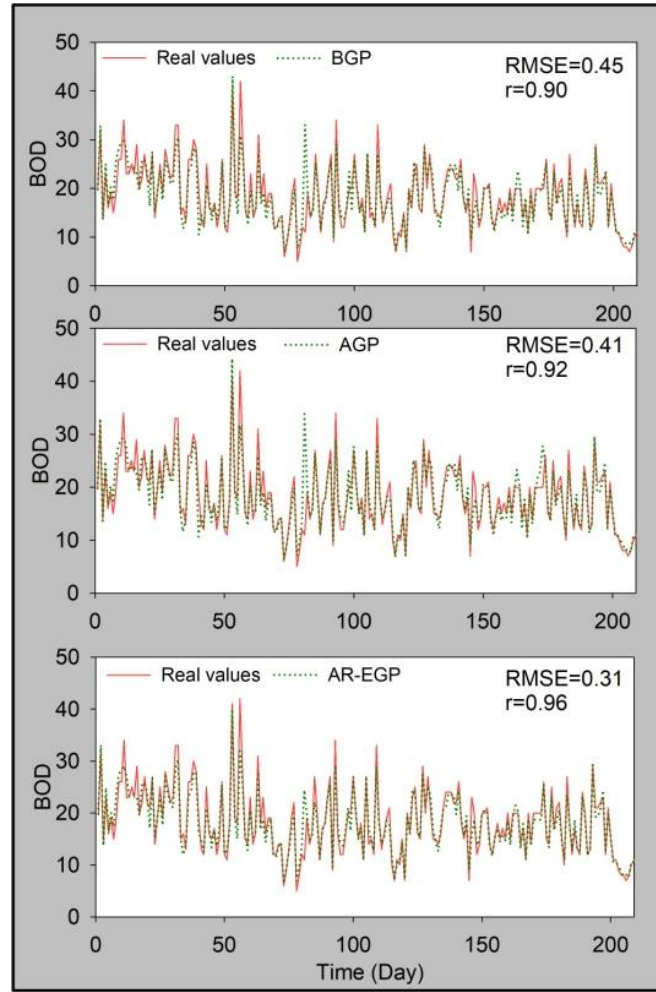 50
Real values BGP
RMSE=0.45
r=0.90
40
30
BOD
20
10
0
0 50 100 150 200
50
Real values AGP
RMSE=0.41
r=0.92
40
30
BOD
20
10
0
0 50 100 150 200
50
Real values AR-EGP
RMSE=0.31
r=0.96
40
30
BOD
20
10
0
0 50 100 150 200
Time (Day)